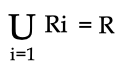 U Ri = R
i=1